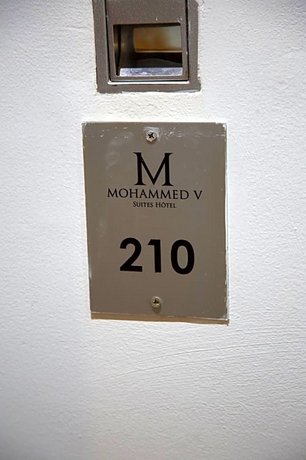 M
MOHAMMED V
SUITES HÔTEL
210